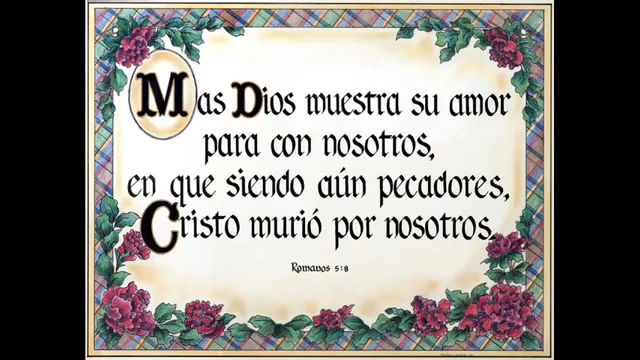 Mas Dios muestra su amor
para con nosotros,
en que siendo aún pecadores,
Cristo murió por nosotros.
Romanos 5:8